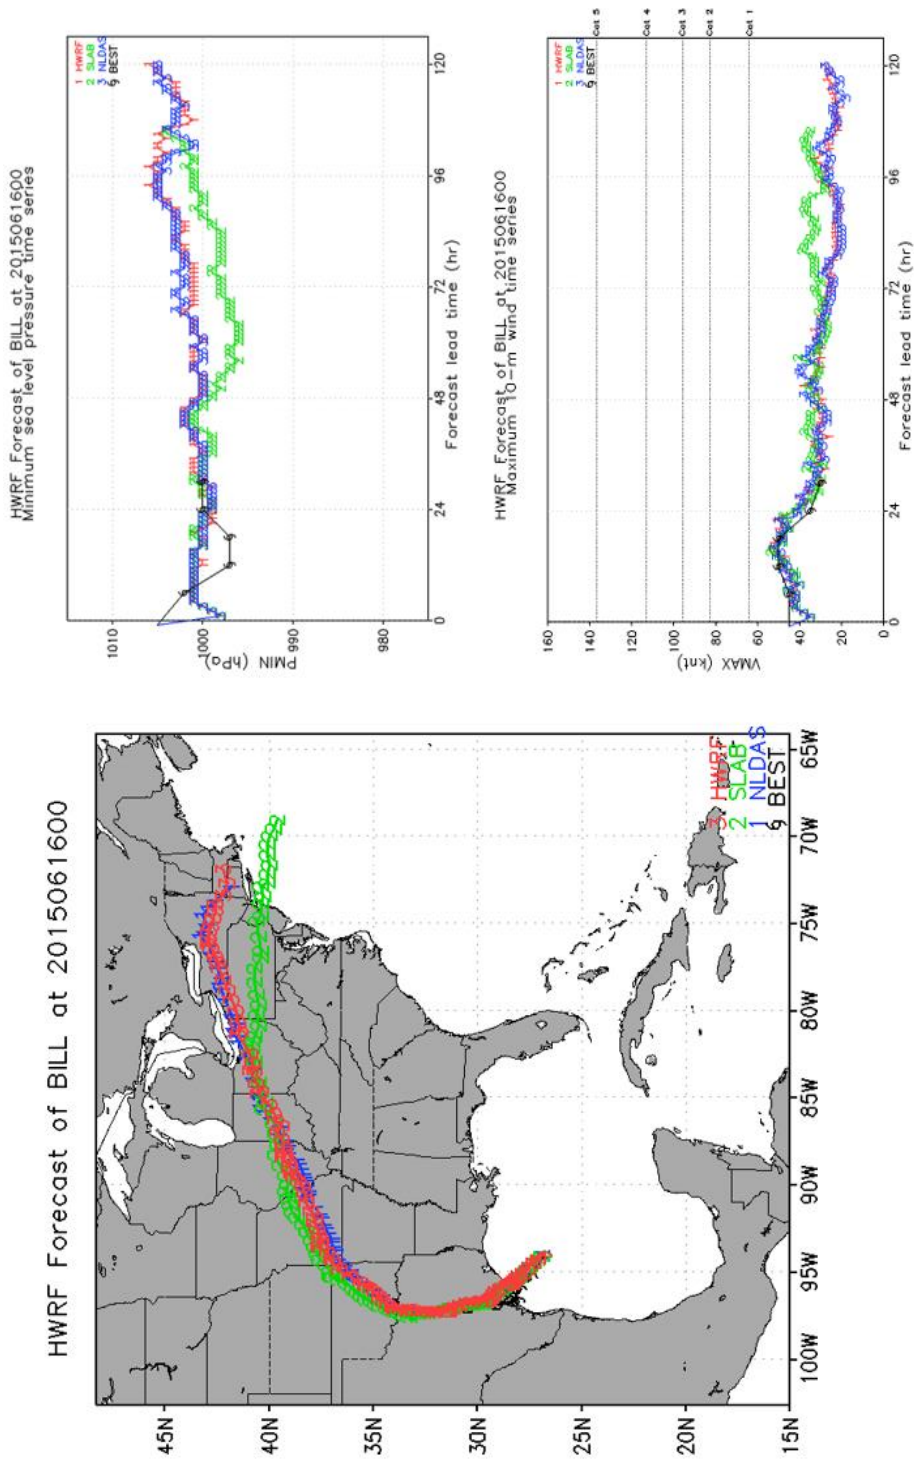 HWRF Forecast of BILL at 2015061600
45N
40N
35N
30N
25N
20N
15N
100W
95W
90W
85W
80W
75W
70W
65W
3 HWRF
2 SLAB
1 NLDAS
BEST
HWRF Forecast of BILL at 2015061600
Minimum sea level pressure time series
1 HWRF
2 SLAB
3 NLDAS
BEST
PMIN (hPa)
1010
1000
990
980
0
24
48
72
96
120
Forecast lead time (hr)
HWRF Forecast of BILL at 2015061600
Maximum 10-m wind time series
1 HWRF
2 SLAB
3 NLDAS
BEST
Cat 5
Cat 4
Cat 3
Cat 2
Cat 1
VMAX (knt)
160
140
120
100
80
60
40
20
0
0
24
48
72
96
120
Forecast lead time (hr)